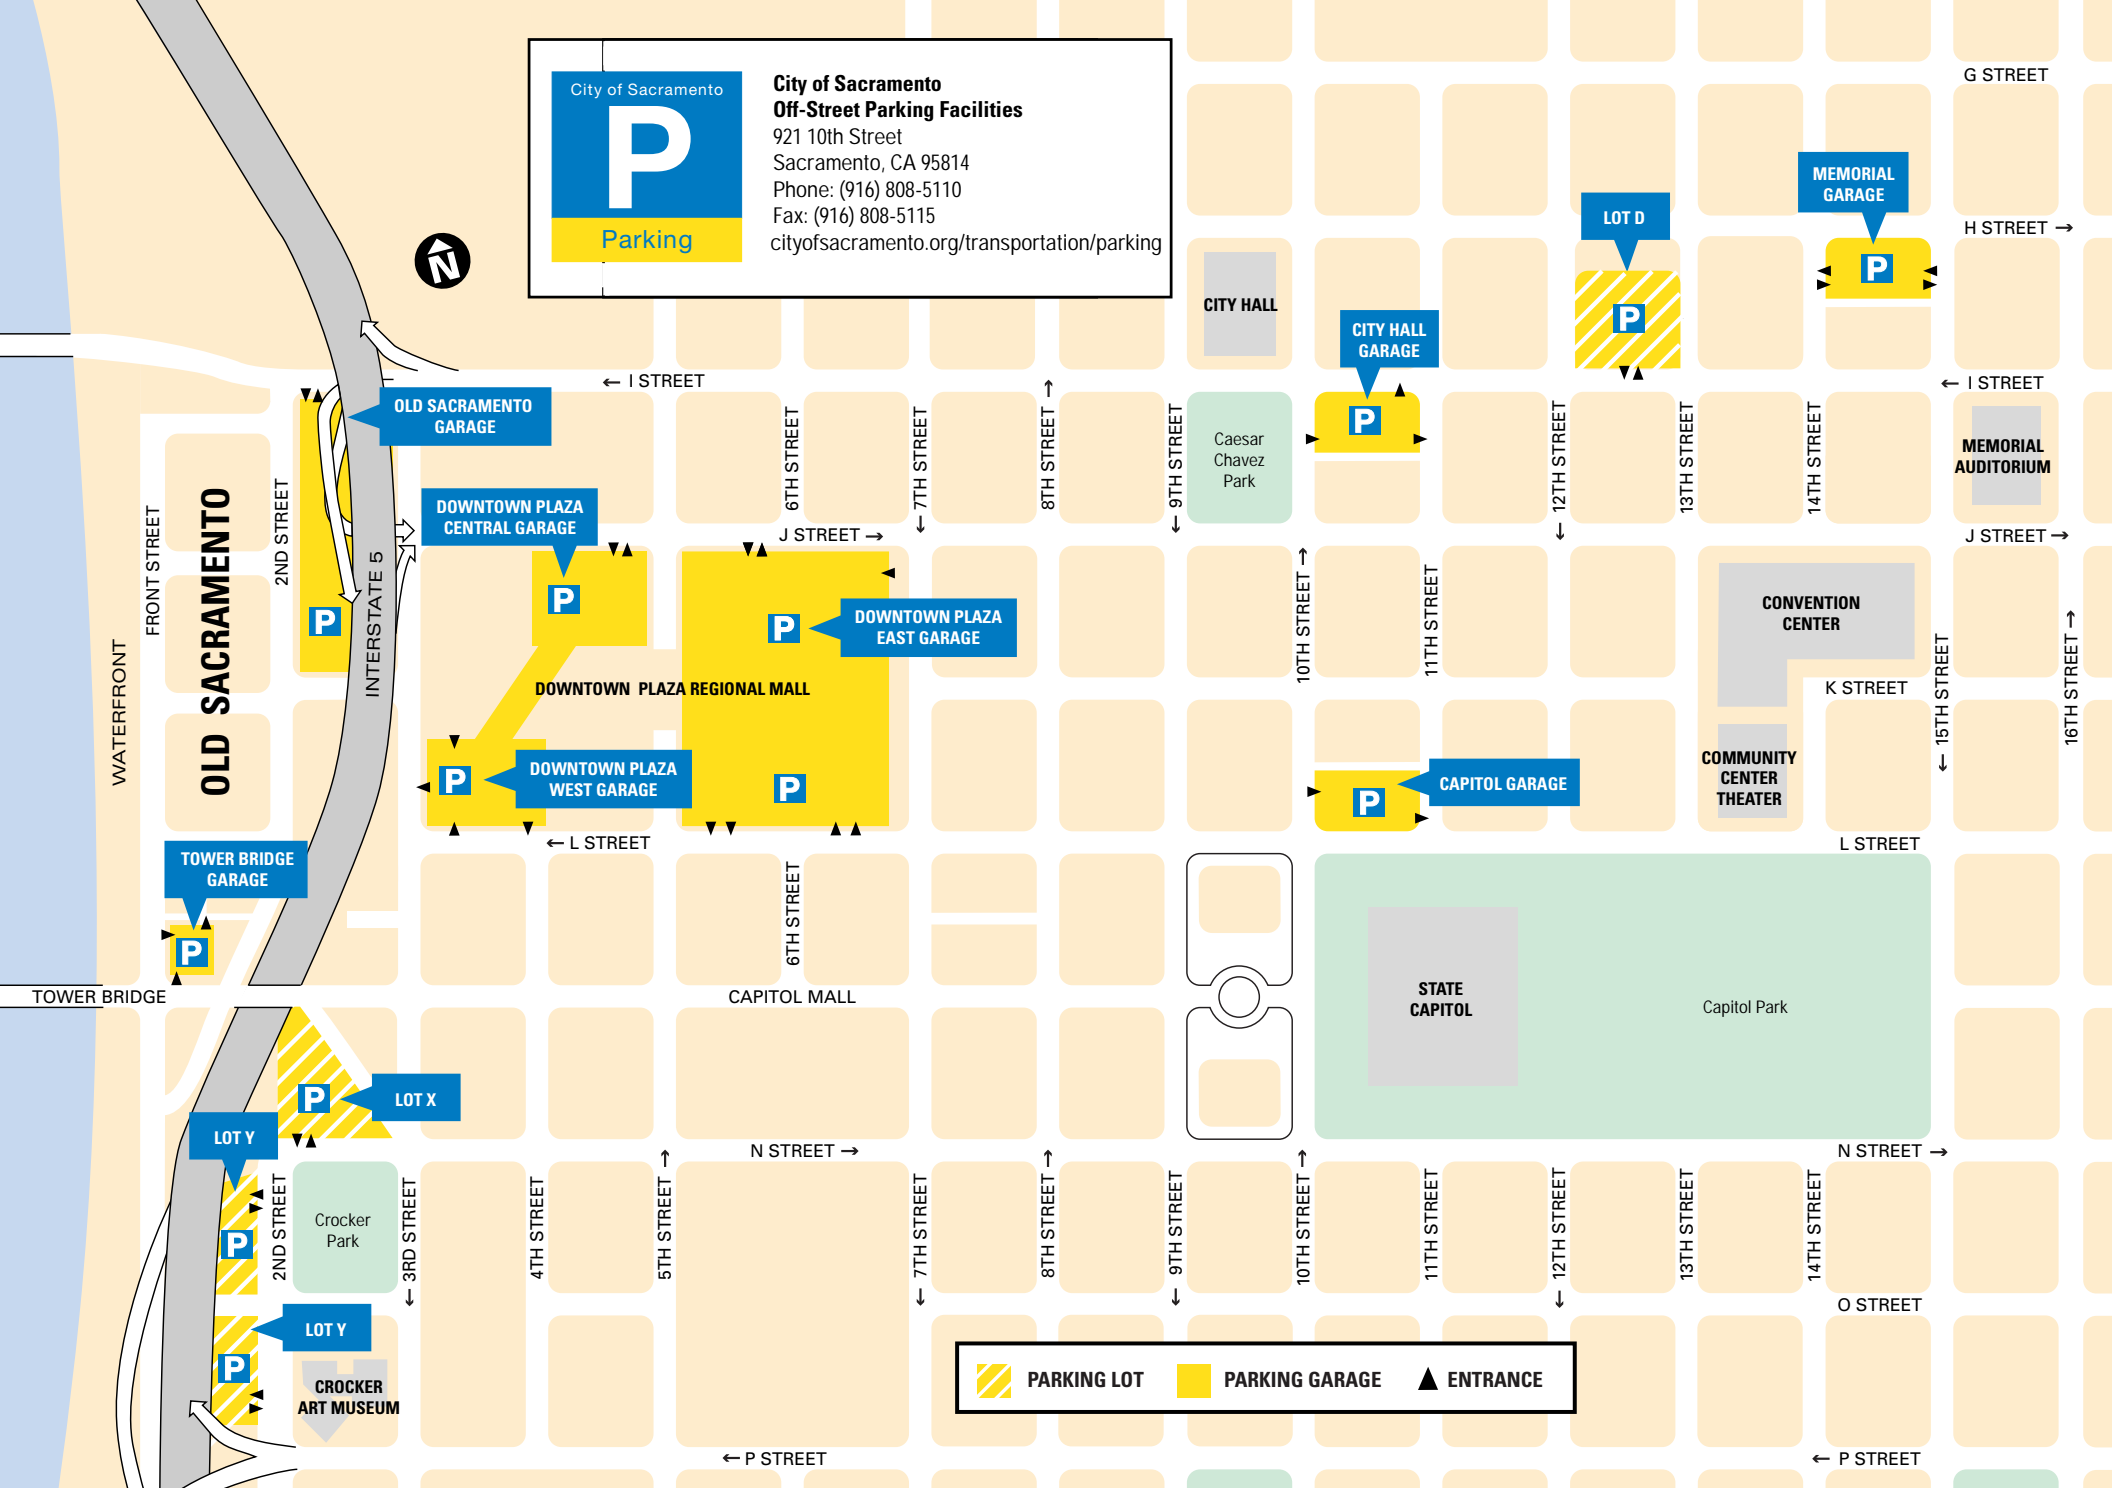 City of Sacramento
P
Parking
City of Sacramento
Off-Street Parking Facilities
921 10th Street
Sacramento, CA 95814
Phone: (916) 808-5110
Fax: (916) 808-5115
cityofsacramento.org/transportation/parking
N
G STREET
MEMORIAL
GARAGE
P
LOT D
P
H STREET →
CITY HALL
CITY HALL
GARAGE
P
← I STREET
← I STREET
OLD SACRAMENTO
GARAGE
P
6TH STREET
7TH STREET
8TH STREET
9TH STREET
Caesar
Chavez
Park
12TH STREET
13TH STREET
14TH STREET
MEMORIAL
AUDITORIUM
DOWNTOWN PLAZA
CENTRAL GARAGE
P
J STREET →
J STREET →
WATERFRONT
FRONT STREET
OLD SACRAMENTO
2ND STREET
INTERSTATE 5
DOWNTOWN PLAZA
EAST GARAGE
P
P
DOWNTOWN PLAZA REGIONAL MALL
DOWNTOWN PLAZA
WEST GARAGE
P
10TH STREET
11TH STREET
CONVENTION
CENTER
K STREET
15TH STREET
16TH STREET
COMMUNITY
CENTER
THEATER
CAPITOL GARAGE
P
← L STREET
L STREET
TOWER BRIDGE
GARAGE
P
6TH STREET
TOWER BRIDGE
CAPITOL MALL
STATE
CAPITOL
Capitol Park
LOT X
P
LOT Y
P
N STREET →
N STREET →
2ND STREET
Crocker
Park
3RD STREET
4TH STREET
5TH STREET
7TH STREET
8TH STREET
9TH STREET
10TH STREET
11TH STREET
12TH STREET
13TH STREET
14TH STREET
O STREET
LOT Y
P
CROCKER
ART MUSEUM
PARKING LOT
PARKING GARAGE
ENTRANCE
← P STREET
← P STREET